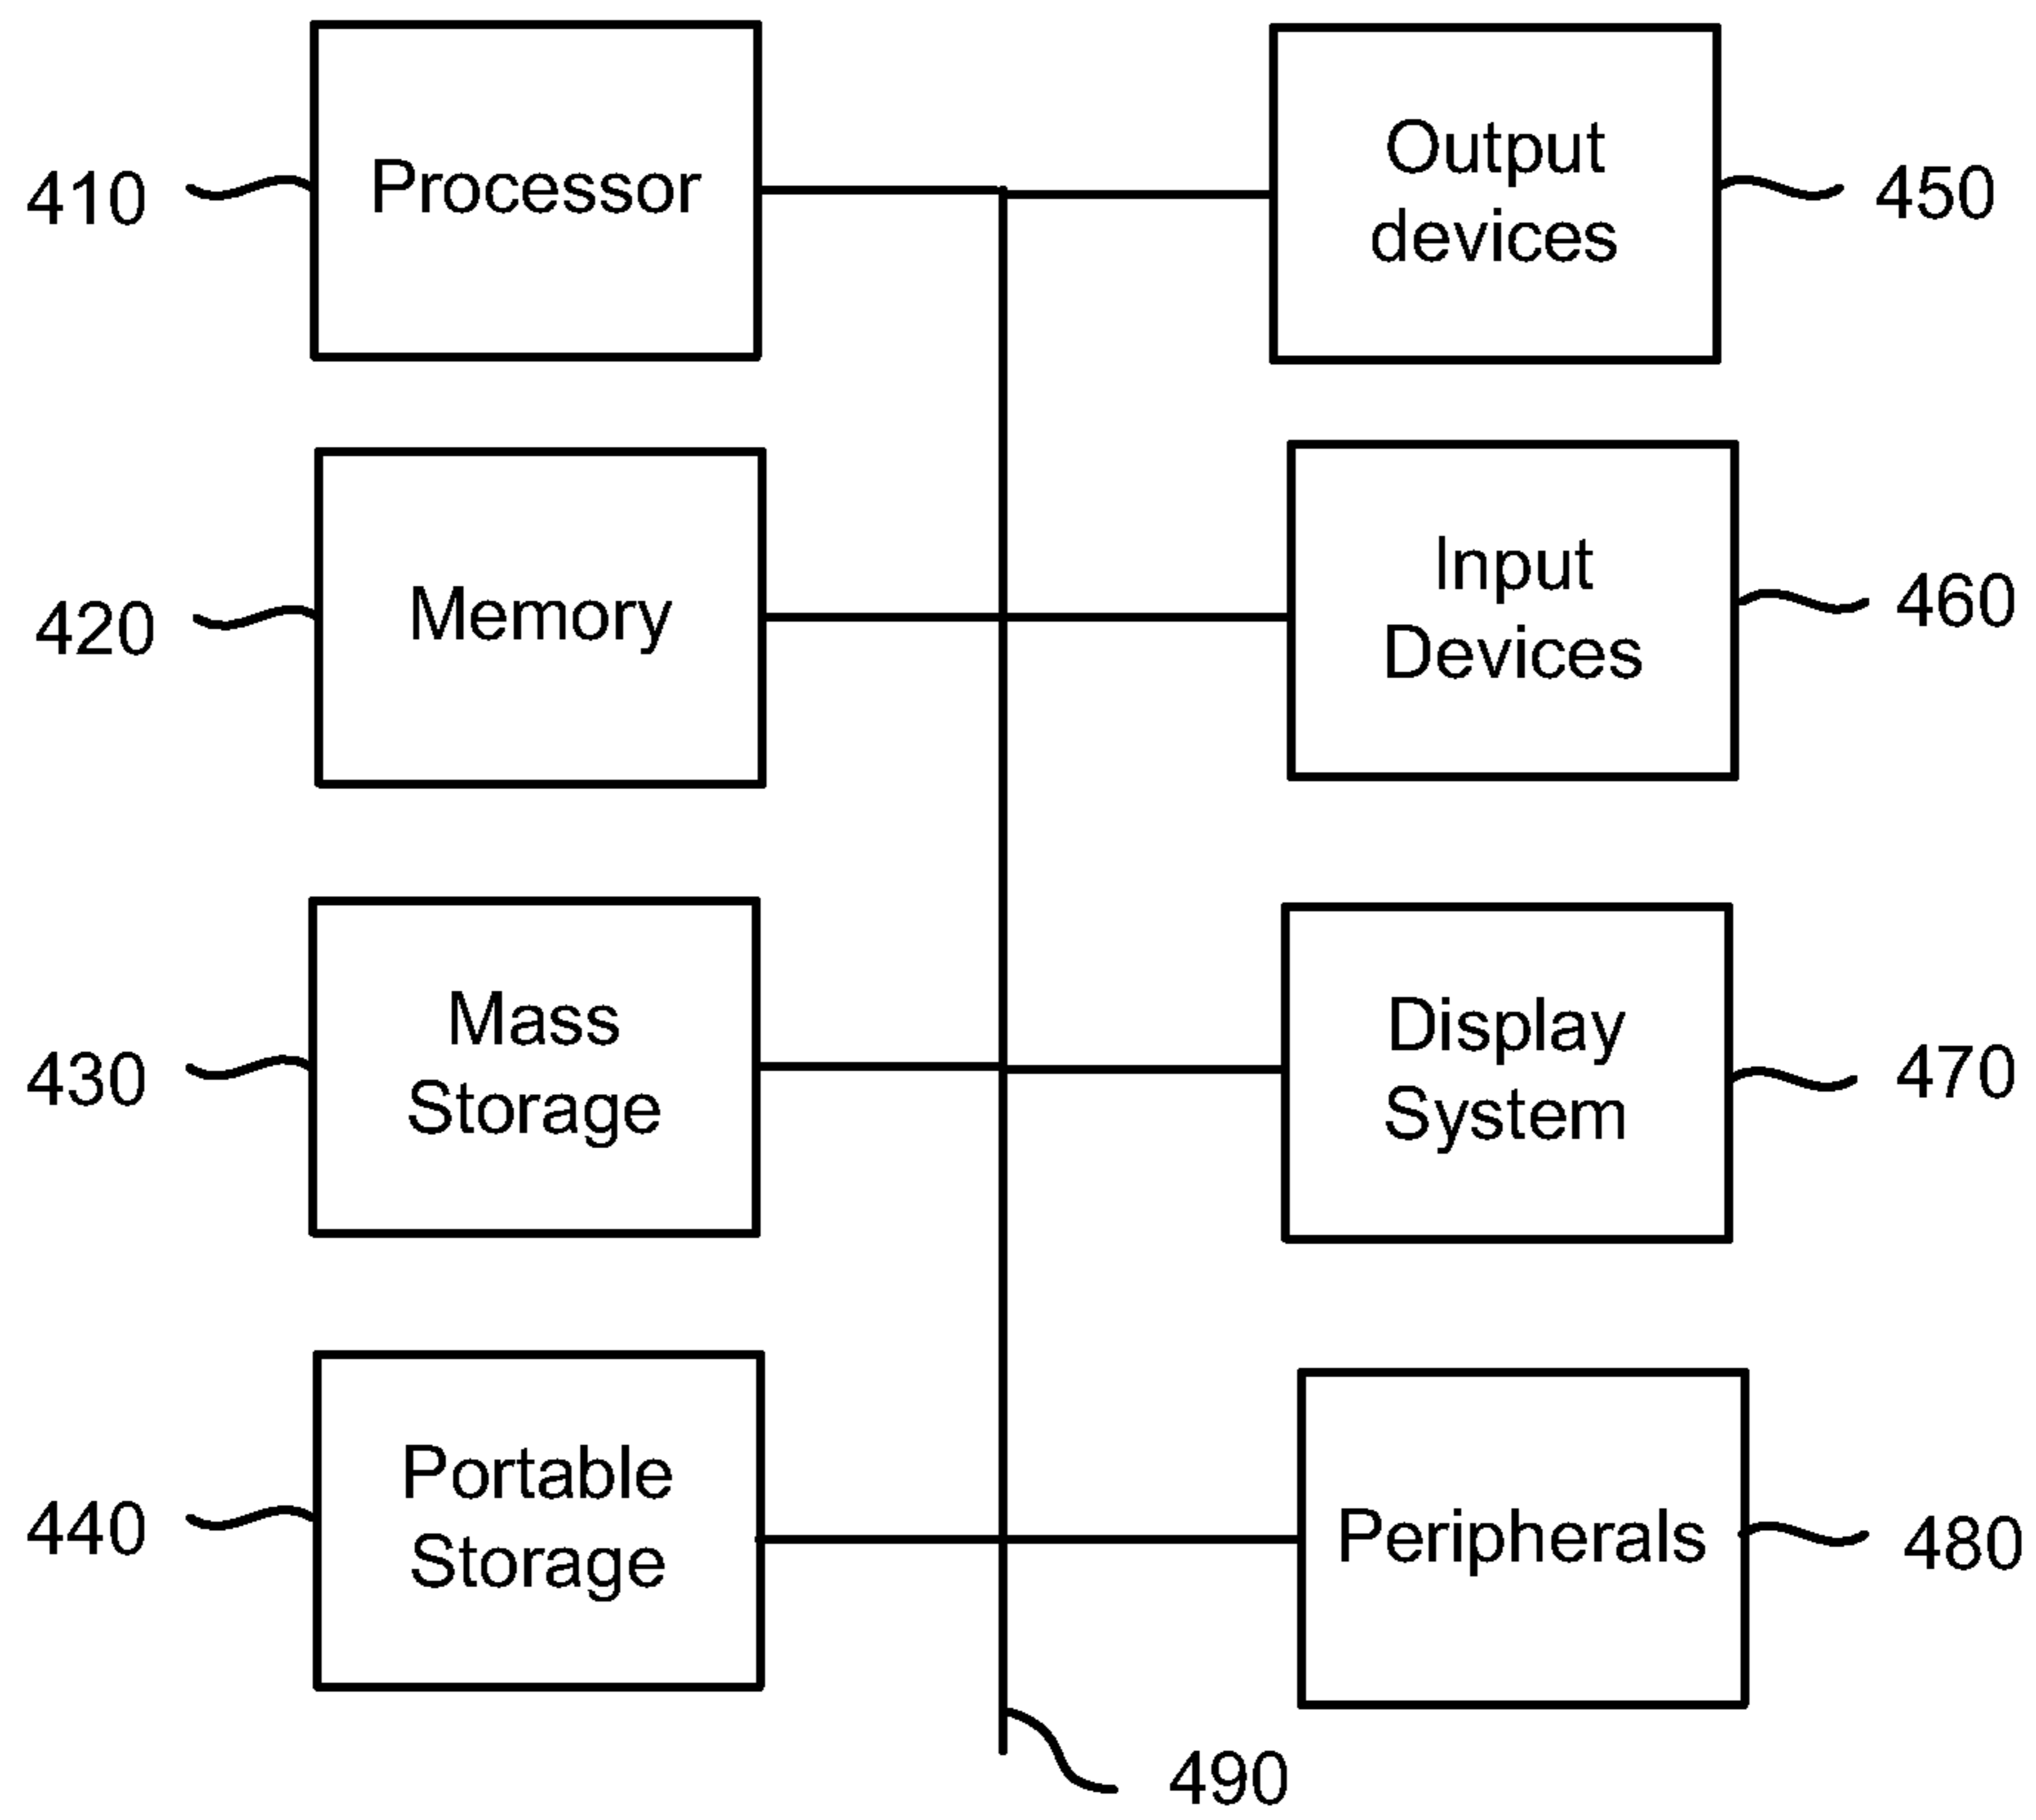 410
Processor
Output
devices
450
420
Memory
Input
Devices
460
430
Mass
Storage
Display
System
470
440
Portable
Storage
Peripherals
480
490